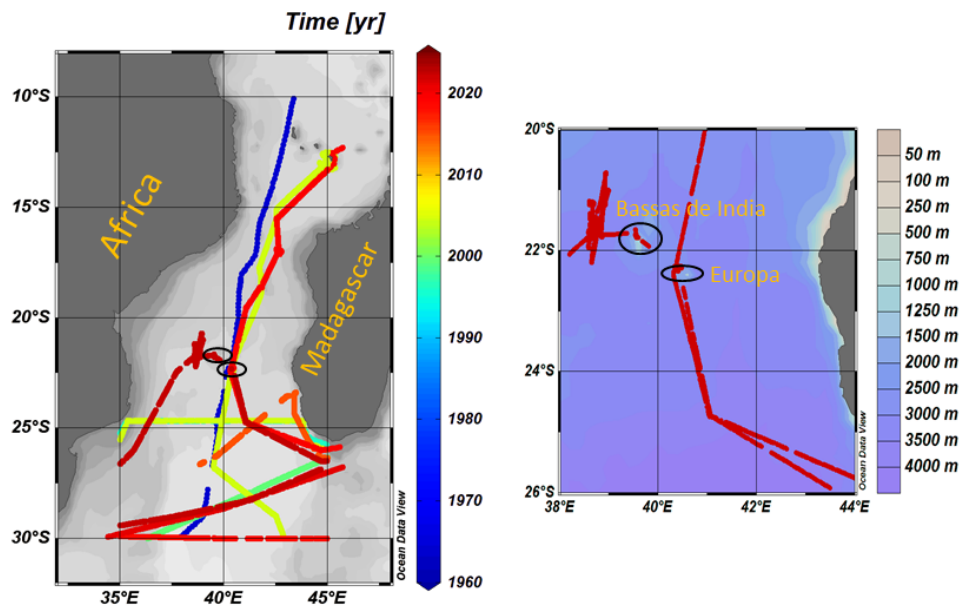 Time [yr]
10°S
15°S
20°S
25°S
30°S
35°E
40°E
45°E
Africa
Madagascar
Ocean Data View
2020
2010
2000
1990
1980
1970
1960
20°S
22°S
24°S
26°S
38°E
40°E
42°E
44°E
Bassas de India
Europa
Ocean Data View
50 m
100 m
250 m
500 m
750 m
1000 m
1250 m
1500 m
2000 m
2500 m
3000 m
3500 m
4000 m